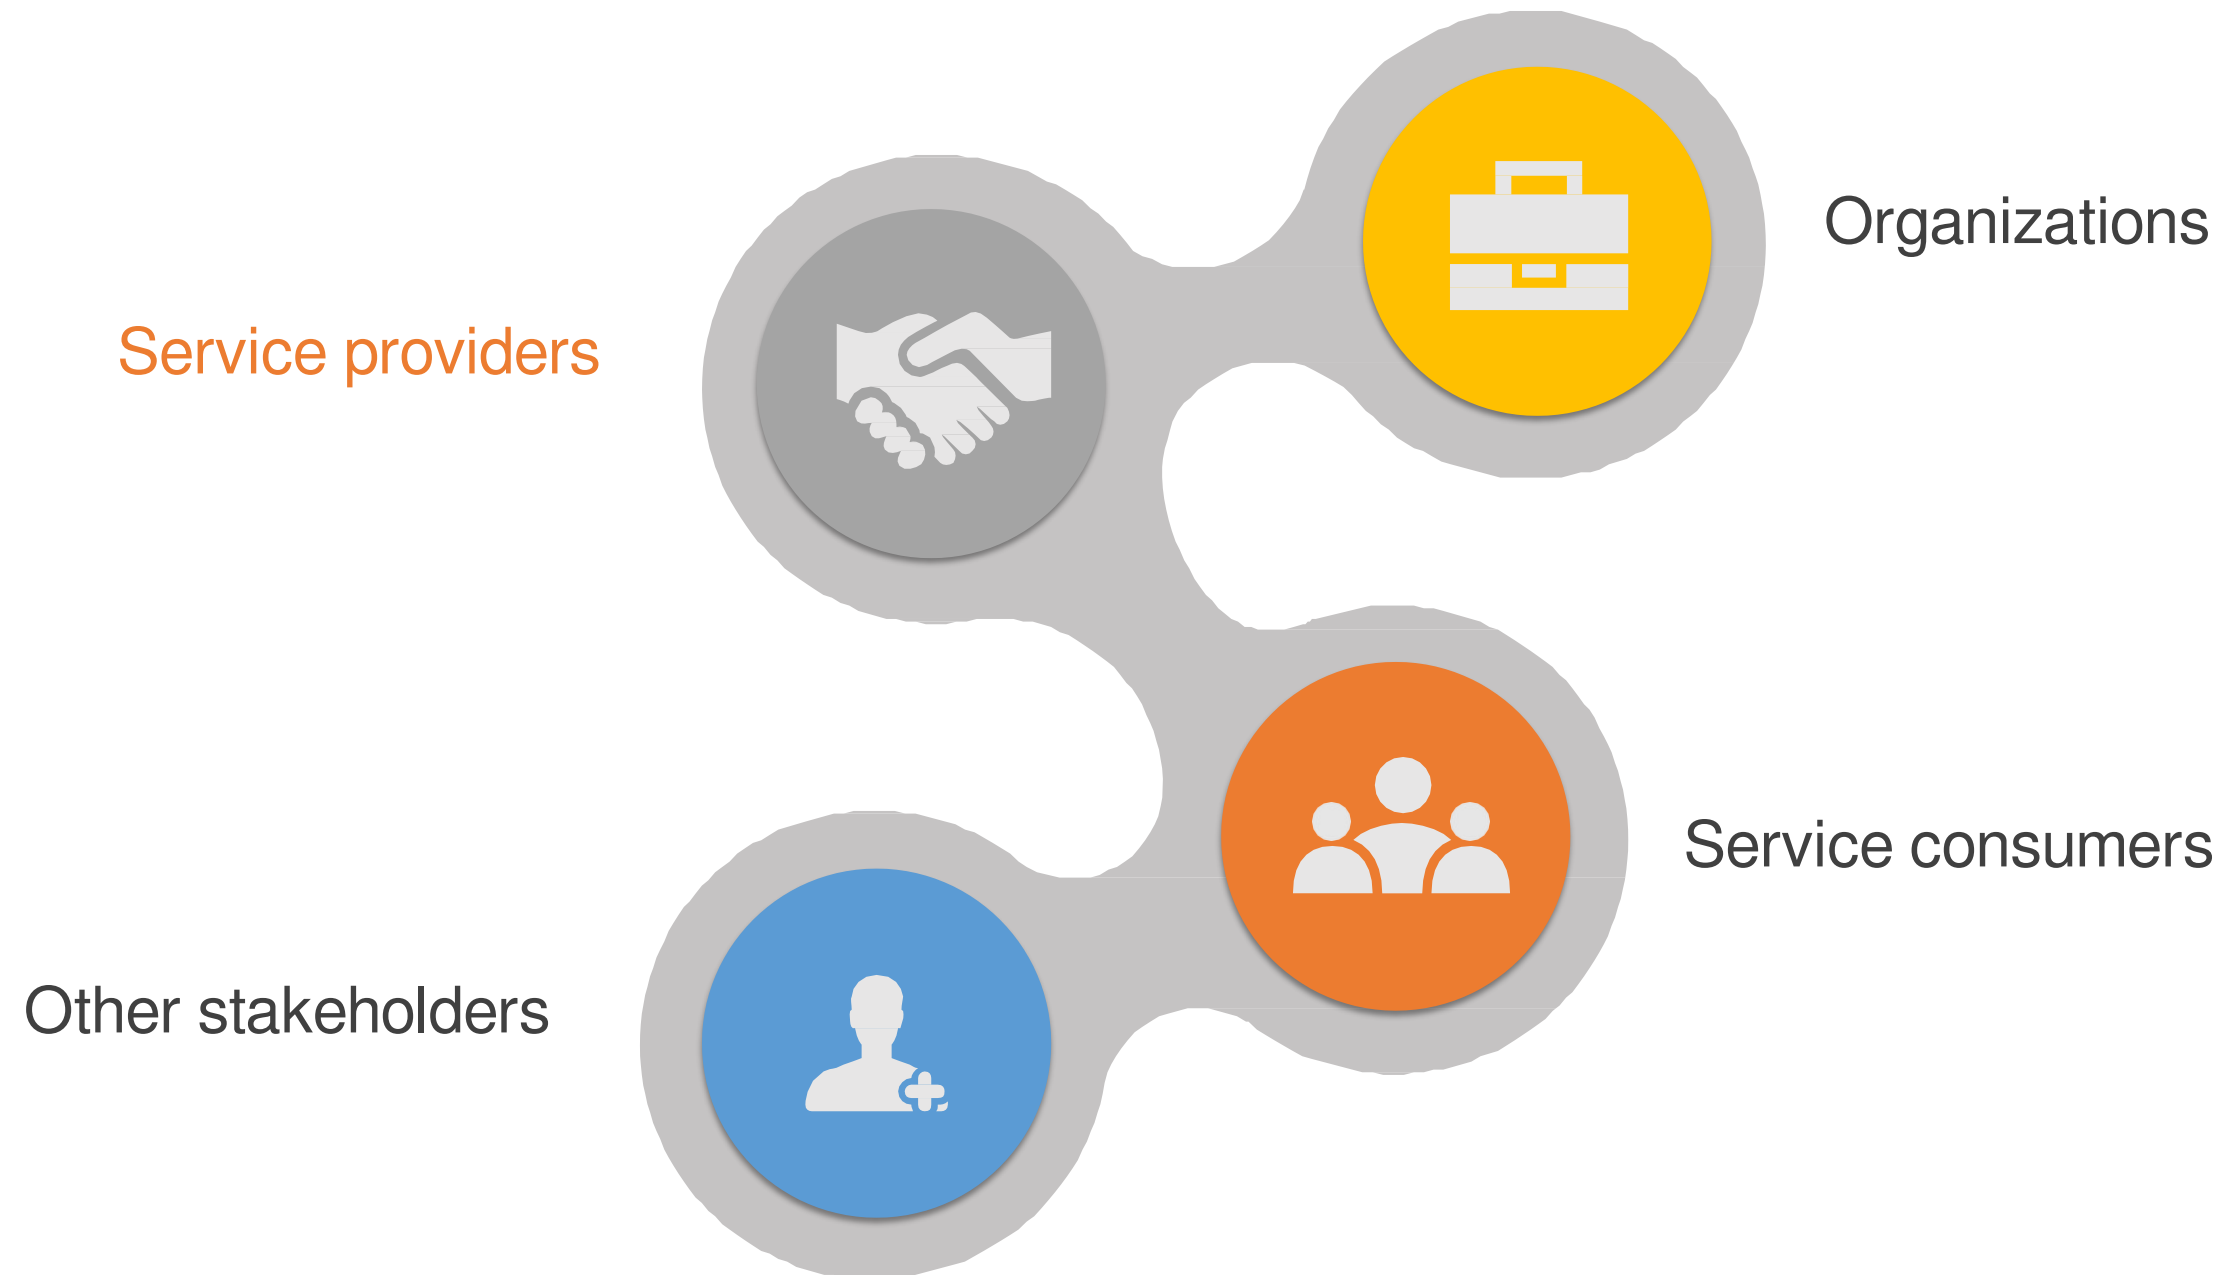 Organizations
Service providers
Service consumers
Other stakeholders